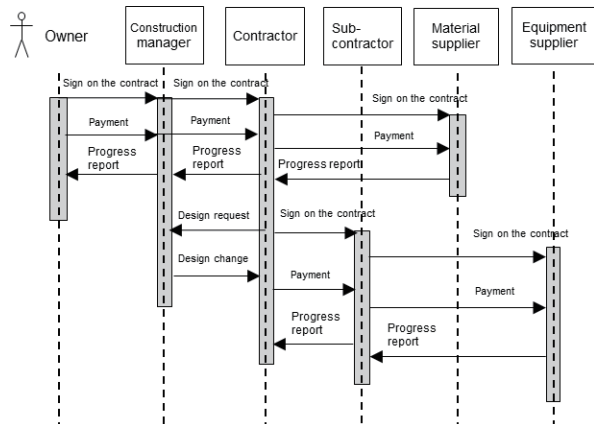 Owner
Construction
manager
Contractor
Sub-
contractor
Material
supplier
Equipment
supplier
Sign on the contract
Sign on the contract
Sign on the contract
Payment
Payment
Payment
Progress
report
Progress
report
Progress report
Design request
Sign on the contract
Sign on the contract
Design change
Payment
Payment
Progress
report
Progress
report